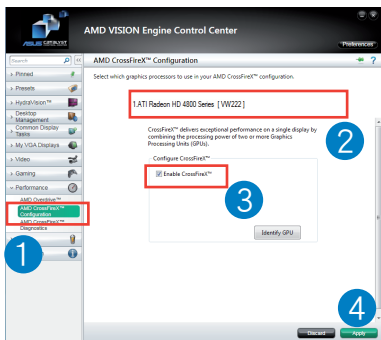 ASUS CATALYST
AMD VISION Engine Control Center
Preferences
Search
AMD CrossFireX™ Configuration
?
Pinned
Presets
HydraVision™
Desktop
Management
Common Display
Tasks
My VGA Displays
Video
Gaming
Performance
AMD Overdrive™
AMD CrossFireX™
Configuration
AMD CrossFireX™
Diagnostics
1
Select which graphics processors to use in your AMD CrossFireX™ configuration.
1.ATI Radeon HD 4800 Series [ VW222 ]
2
CrossFireX™ delivers exceptional performance on a single display by
combining the processing power of two or more Graphics
Processing Units (GPUs).
Configure CrossFireX™
Enable CrossFireX™
3
Identify GPU
4
Discard
Apply